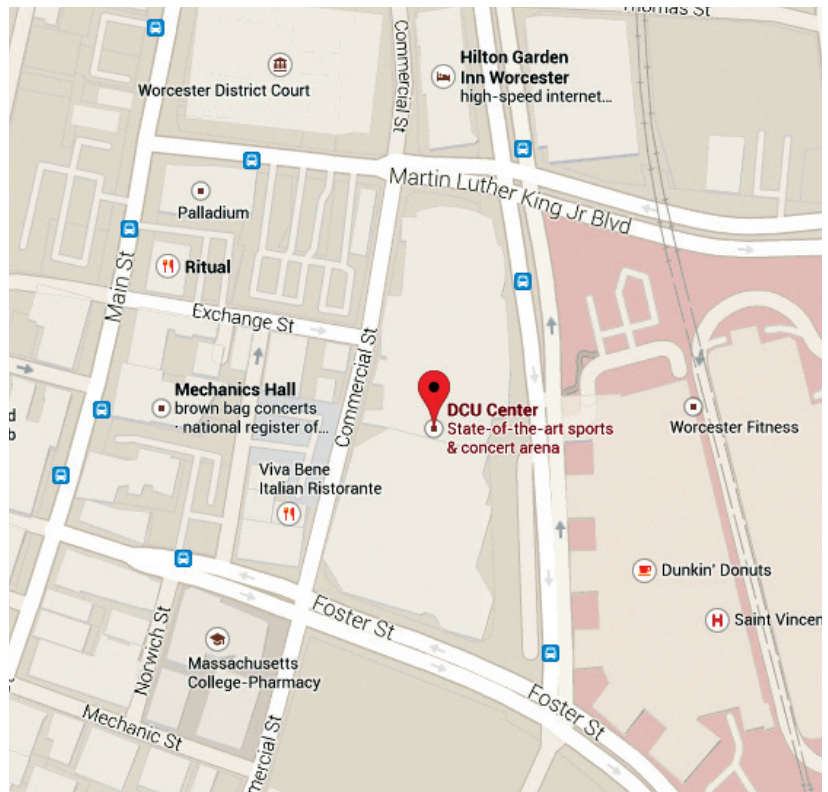 Thomas St
Commercial St
Hilton Garden
Inn Worcester
high-speed internet...
Worcester District Court
Martin Luther King Jr Blvd
Palladium
Main St
Ritual
Exchange St
Commercial St
Mechanics Hall
brown bag concerts
· national register of...
DCU Center
State-of-the-art sports
& concert arena
Worcester Fitness
d
b
Viva Bene
Italian Ristorante
Dunkin' Donuts
H
Saint Vincen
Foster St
Foster St
Norwich St
Massachusetts
College-Pharmacy
Mechanic St
mercial St